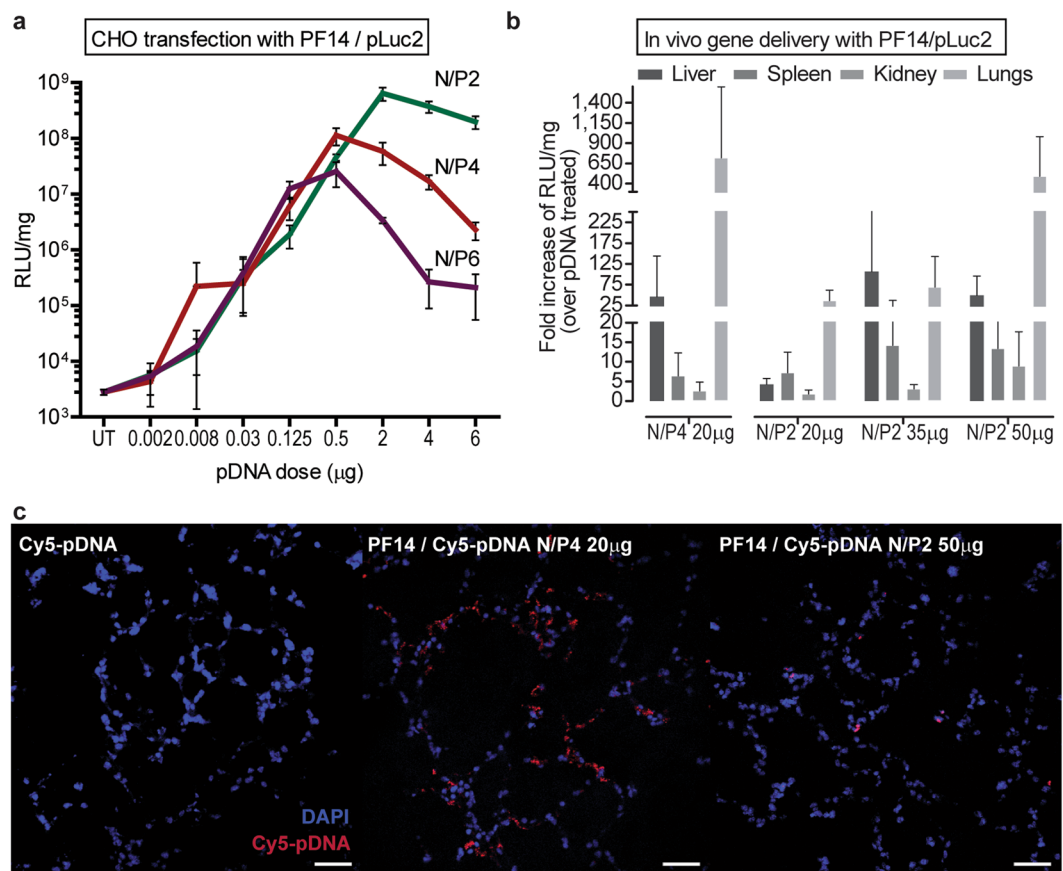 a
CHO transfection with PF14 / pLuc2
RLU/mg
10⁹
10⁸
10⁷
10⁶
10⁵
10⁴
10³
N/P2
N/P4
N/P6
UT 0.002 0.008 0.03 0.125 0.5 2 4 6
pDNA dose (μg)
b
In vivo gene delivery with PF14/pLuc2
Liver Spleen Kidney Lungs
Fold increase of RLU/mg
(over pDNA treated)
1,400
1,150
900
650
400
225
175
125
75
25
20
15
10
5
0
N/P4 20μg N/P2 20μg N/P2 35μg N/P2 50μg
c
Cy5-pDNA
DAPI
Cy5-pDNA
PF14 / Cy5-pDNA N/P4 20μg
PF14 / Cy5-pDNA N/P2 50μg